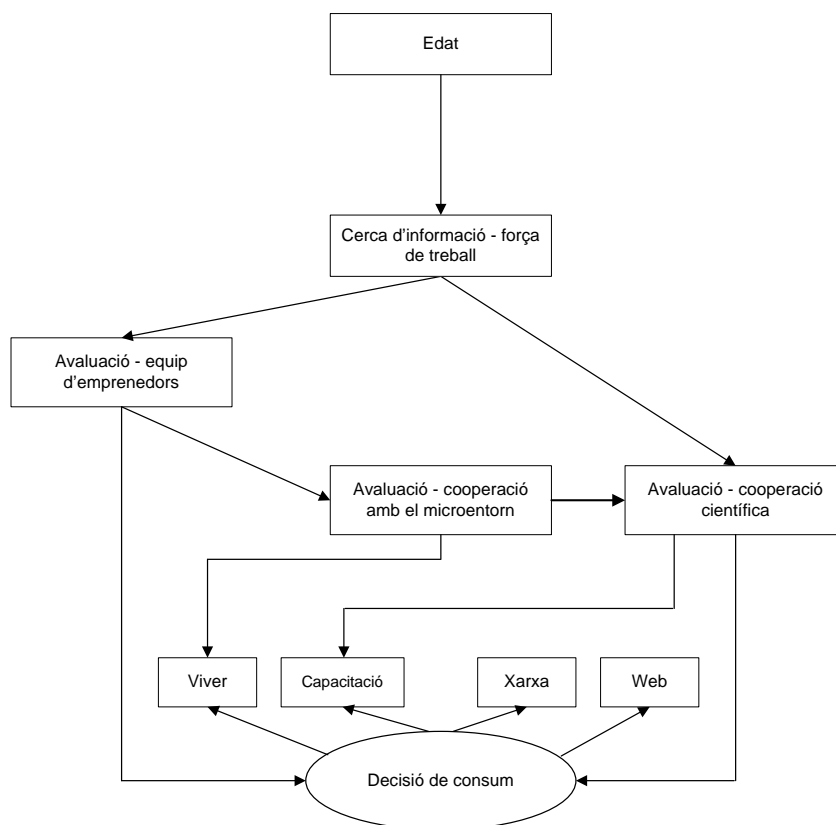 Edat
Cerca d’informació - força
de treball
Avaluació - equip
d’emprenedors
Avaluació - cooperació
amb el microentorn
Avaluació - cooperació
científica
Viver
Capacitació
Xarxa
Web
Decisió de consum